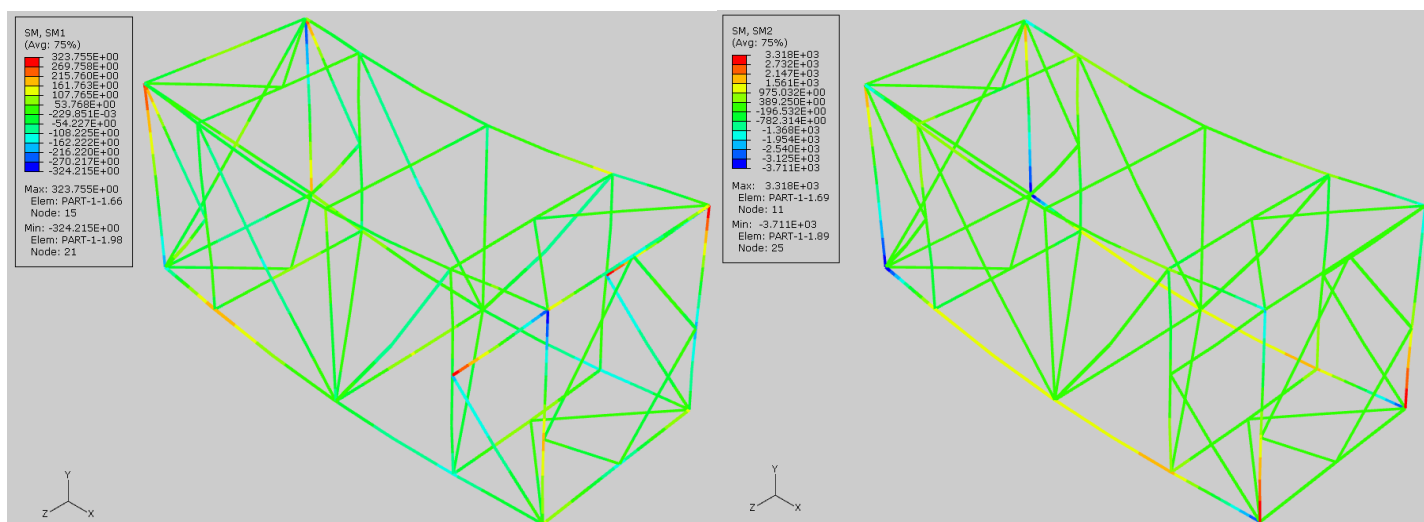 SM, SM1
(Avg: 75%)
323.755E+00
269.758E+00
215.760E+00
161.763E+00
107.765E+00
53.768E+00
-229.851E-03
-54.227E+00
-108.225E+00
-162.222E+00
-216.220E+00
-270.217E+00
-324.215E+00
Max: 323.755E+00
Elem: PART-1-1.66
Node: 15
Min: -324.215E+00
Elem: PART-1-1.98
Node: 21
Y
Z
X
SM, SM2
(Avg: 75%)
3.318E+03
2.732E+03
2.147E+03
1.561E+03
975.032E+00
389.250E+00
-196.532E+00
-782.314E+00
-1.368E+03
-1.954E+03
-2.540E+03
-3.125E+03
-3.711E+03
Max: 3.318E+03
Elem: PART-1-1.69
Node: 11
Min: -3.711E+03
Elem: PART-1-1.89
Node: 25
Y
Z
X